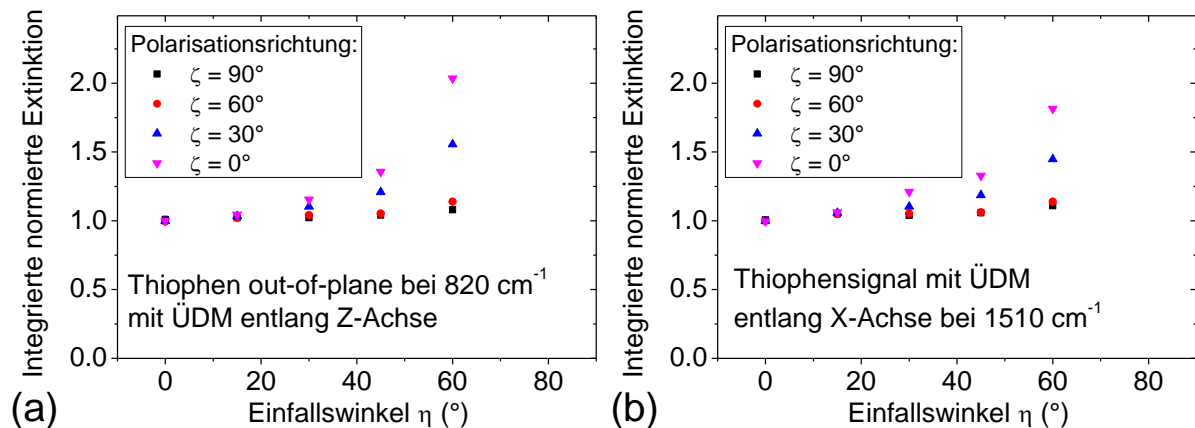 Integrierte normierte Extinktion
2.0
1.5
1.0
0.5
0.0
Polarisationsrichtung:
ζ = 90°
ζ = 60°
ζ = 30°
ζ = 0°
Thiophen out-of-plane bei 820 cm⁻¹
mit ÜDM entlang Z-Achse
0 20 40 60 80
Einfallswinkel η (°)
(a)
Integrierte normierte Extinktion
2.0
1.5
1.0
0.5
0.0
Polarisationsrichtung:
ζ = 90°
ζ = 60°
ζ = 30°
ζ = 0°
Thiophensignal mit ÜDM
entlang X-Achse bei 1510 cm⁻¹
0 20 40 60 80
Einfallswinkel η (°)
(b)